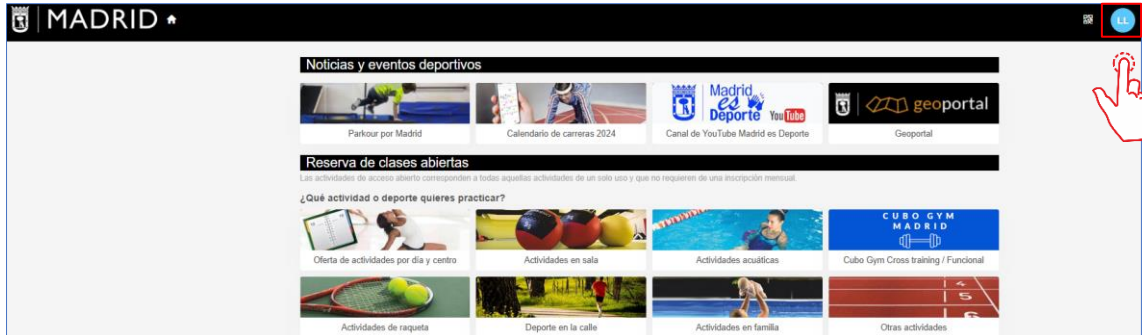 MADRID
LL
Noticias y eventos deportivos
Madrid
es
Deporte YouTube
geoportal
Parkour por Madrid
Calendario de carreras 2024
Canal de YouTube Madrid es Deporte
Geoportal
Reserva de clases abiertas
Las actividades de acceso abierto corresponden a todas aquellas actividades de un solo uso y que no requieren de una inscripción mensual.
¿Qué actividad o deporte quieres practicar?
CUBO GYM
MADRID
Oferta de actividades por día y centro
Actividades en sala
Actividades acuáticas
Cubo Gym Cross training / Funcional
4
5
6
Actividades de raqueta
Deporte en la calle
Actividades en familia
Otras actividades